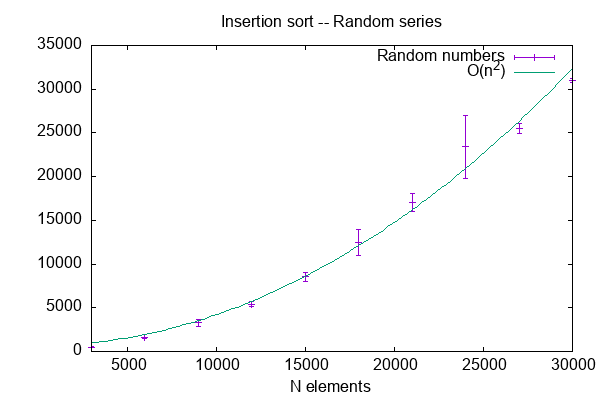 Insertion sort -- Random series
35000
30000
25000
20000
15000
10000
5000
0
Random numbers
O(n²)
5000 10000 15000 20000 25000 30000
N elements